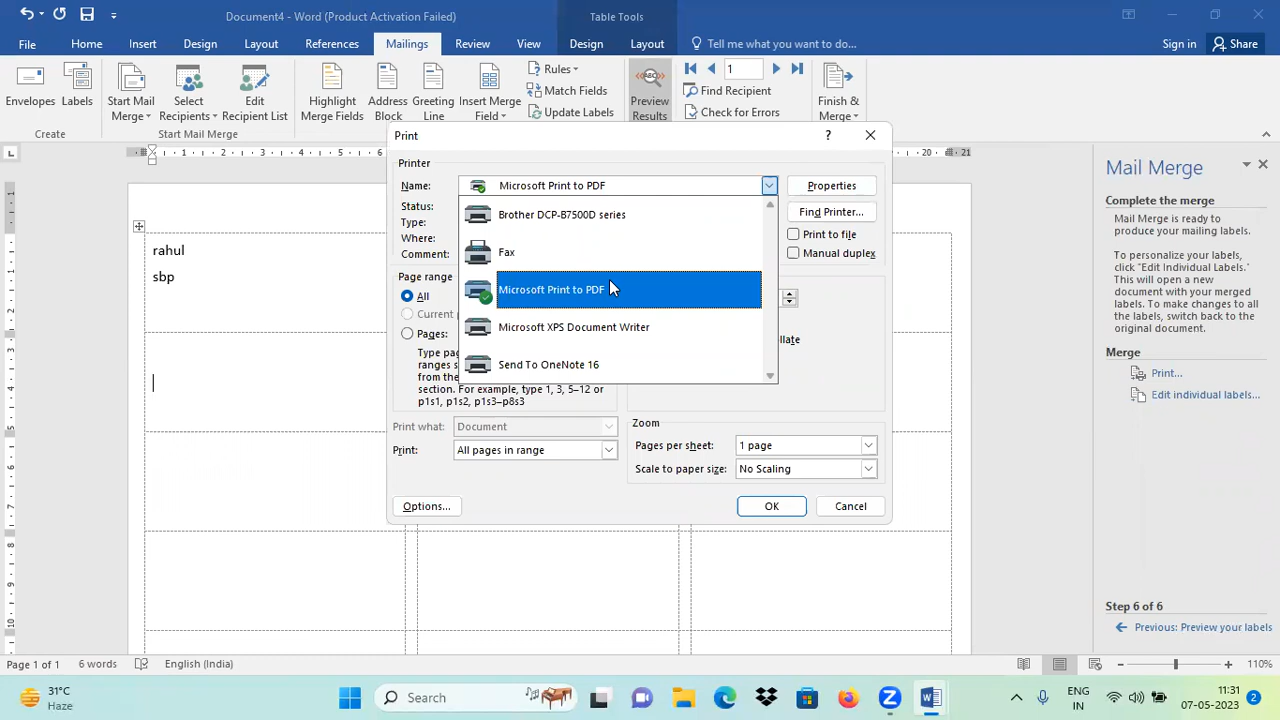 Document4 - Word (Product Activation Failed)
Table Tools
File
Home
Insert
Design
Layout
References
Mailings
Review
View
Design
Layout
Tell me what you want to do...
Sign in
Share
Envelopes
Labels
Start Mail Merge
Select Recipients
Edit Recipient List
Highlight Merge Fields
Address Block
Greeting Line
Insert Merge Field
Rules
Match Fields
Update Labels
ABC
Preview Results
1
Find Recipient
Check for Errors
Finish & Merge
Create
Start Mail Merge
Print
?
Printer
Name:
Microsoft Print to PDF
Properties
Status:
Type:
Where:
Comment:
Find Printer...
Print to file
Manual duplex
Brother DCP-B7500D series
Fax
Microsoft Print to PDF
Microsoft XPS Document Writer
Send To OneNote 16
Page range
All
Current p
Pages:
Type pag
ranges s
from the
section. For example, type 1, 3, 5–12 or
p1s1, p1s2, p1s3–p8s3
Print what:
Document
Print:
All pages in range
Zoom
Pages per sheet:
1 page
Scale to paper size:
No Scaling
Options...
OK
Cancel
rahul
sbp
Mail Merge
Complete the merge
Mail Merge is ready to
produce your mailing labels.
To personalize your labels,
click "Edit Individual Labels."
This will open a new
document with your merged
labels. To make changes to all
the labels, switch back to the
original document.
Merge
Print...
Edit individual labels...
Step 6 of 6
Previous: Preview your labels
Page 1 of 1
6 words
English (India)
110%
31°C
Haze
Search
ENG
IN
11:31
07-05-2023
2